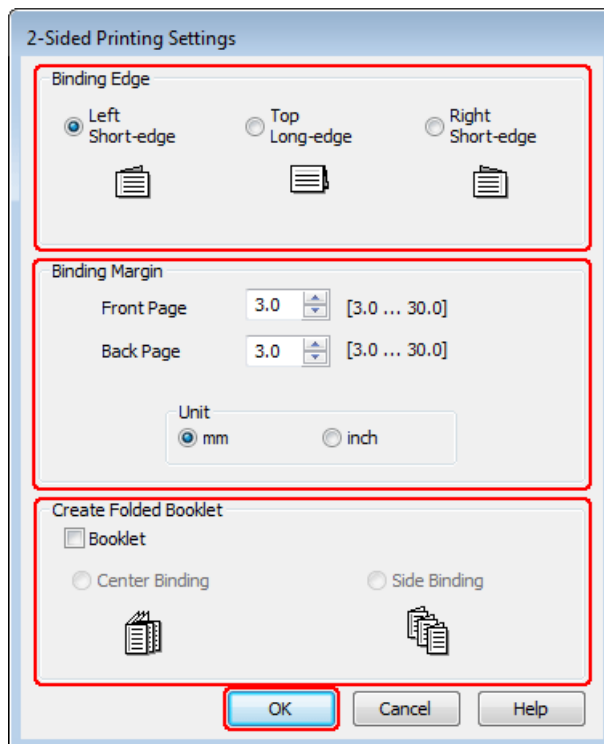 2-Sided Printing Settings
Binding Edge
Left
Short-edge
Top
Long-edge
Right
Short-edge
Binding Margin
Front Page 3.0 [3.0 ... 30.0]
Back Page 3.0 [3.0 ... 30.0]
Unit
mm inch
Create Folded Booklet
Booklet
Center Binding Side Binding
OK Cancel Help